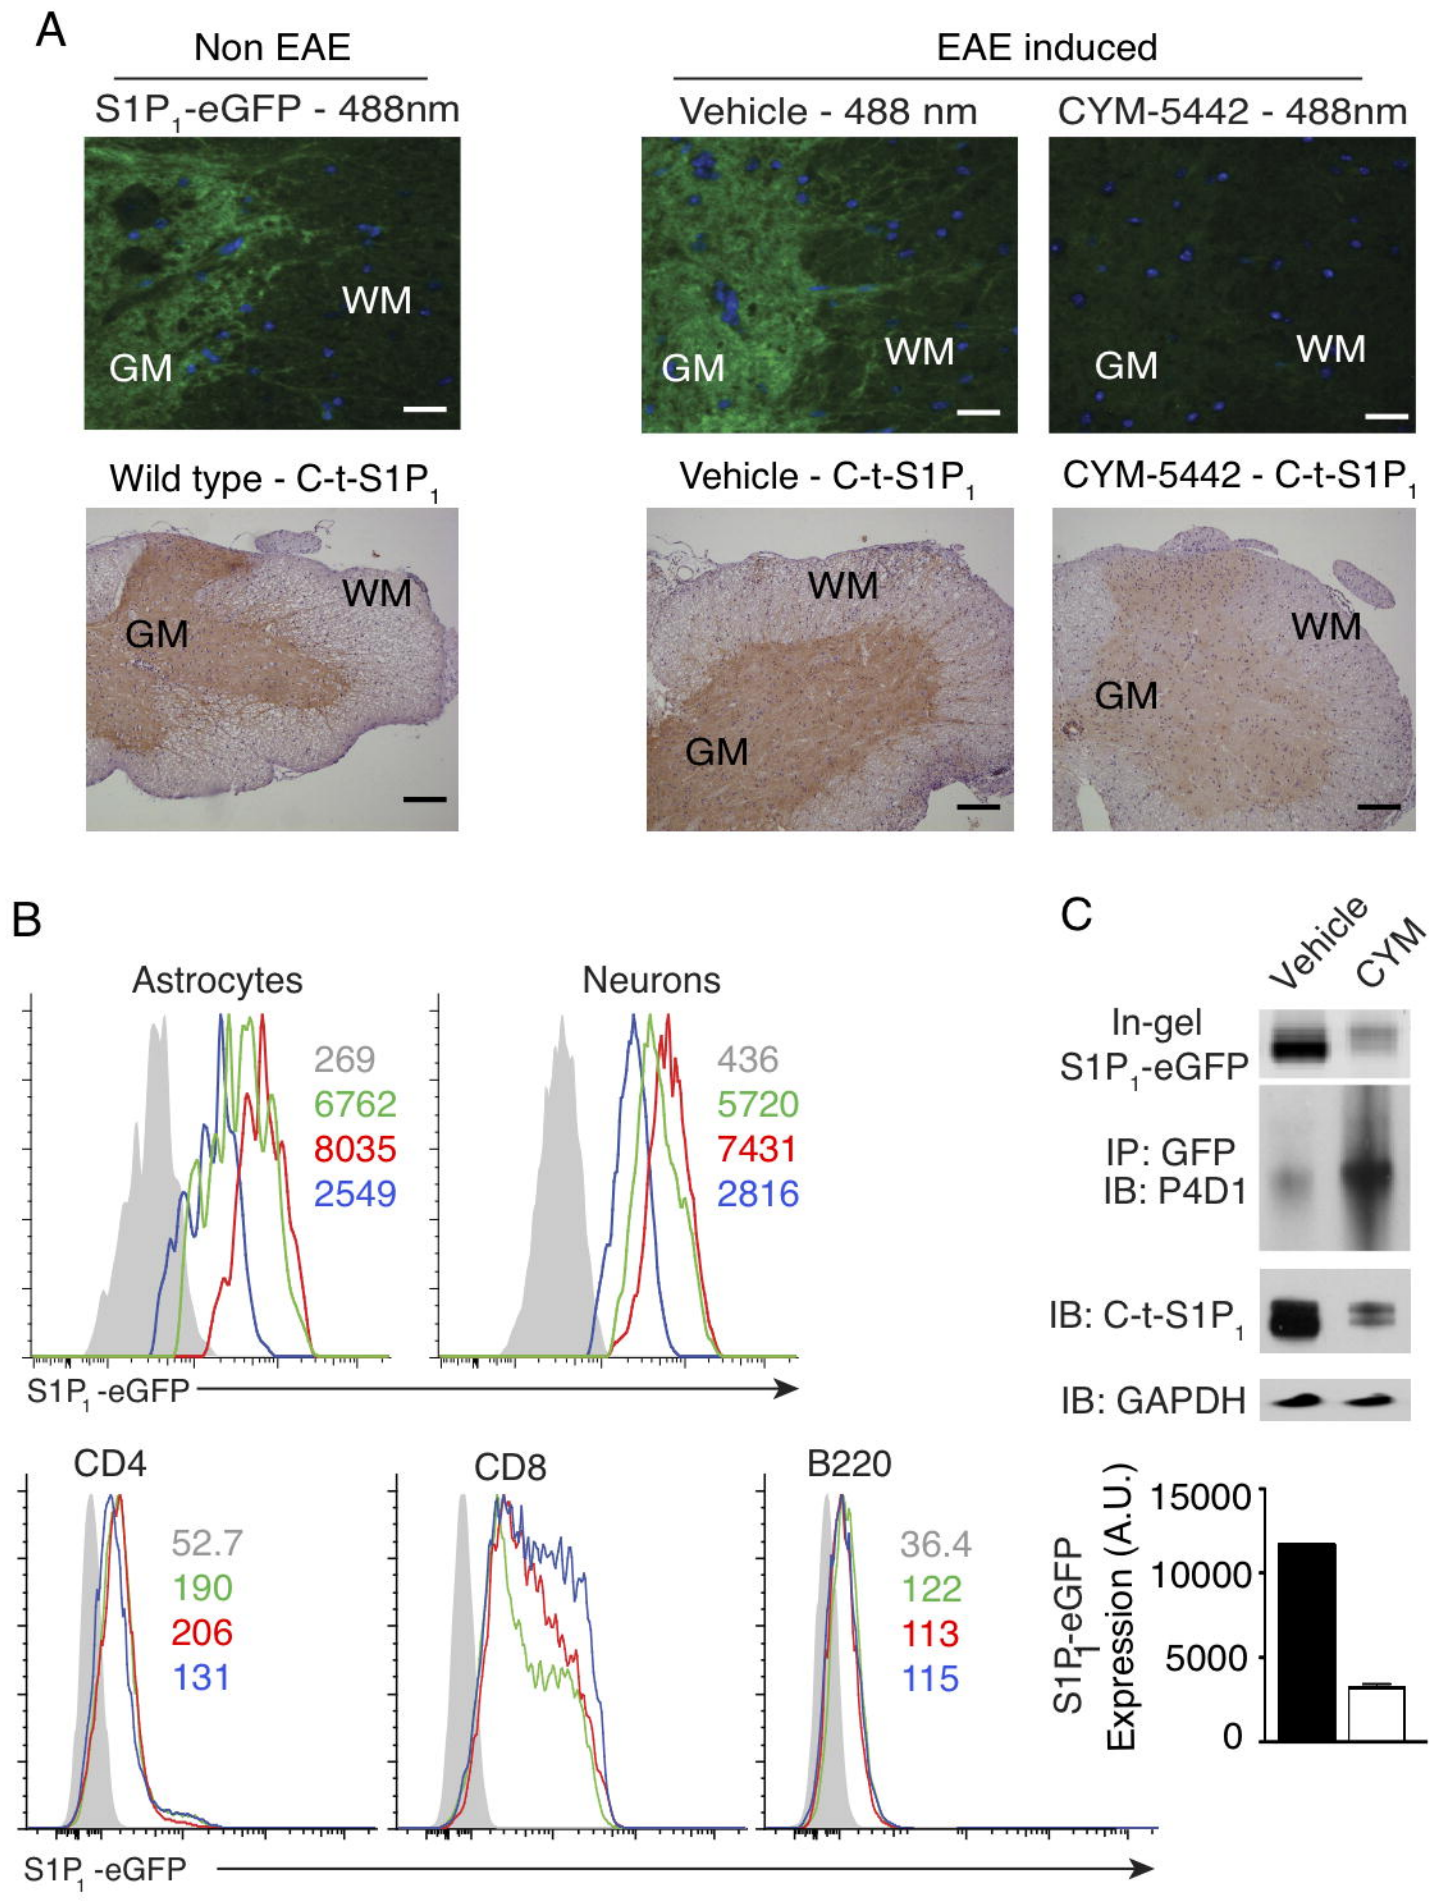 A
Non EAE
EAE induced
S1P1-eGFP - 488nm
Vehicle - 488 nm
CYM-5442 - 488nm
WM
GM
WM
GM
WM
GM
Wild type - C-t-S1P1
Vehicle - C-t-S1P1
CYM-5442 - C-t-S1P1
WM
GM
WM
GM
WM
GM
B
Astrocytes
269
6762
8035
2549
Neurons
436
5720
7431
2816
S1P1-eGFP
CD4
52.7
190
206
131
CD8
B220
36.4
122
113
115
S1P1-eGFP
C
Vehicle
CYM
In-gel
S1P1-eGFP
IP: GFP
IB: P4D1
IB: C-t-S1P1
IB: GAPDH
S1P1-eGFP
Expression (A.U.)
15000
10000
5000
0